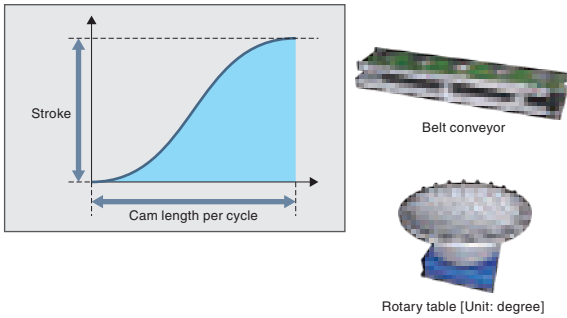 Stroke
Cam length per cycle
Belt conveyor
Rotary table [Unit: degree]